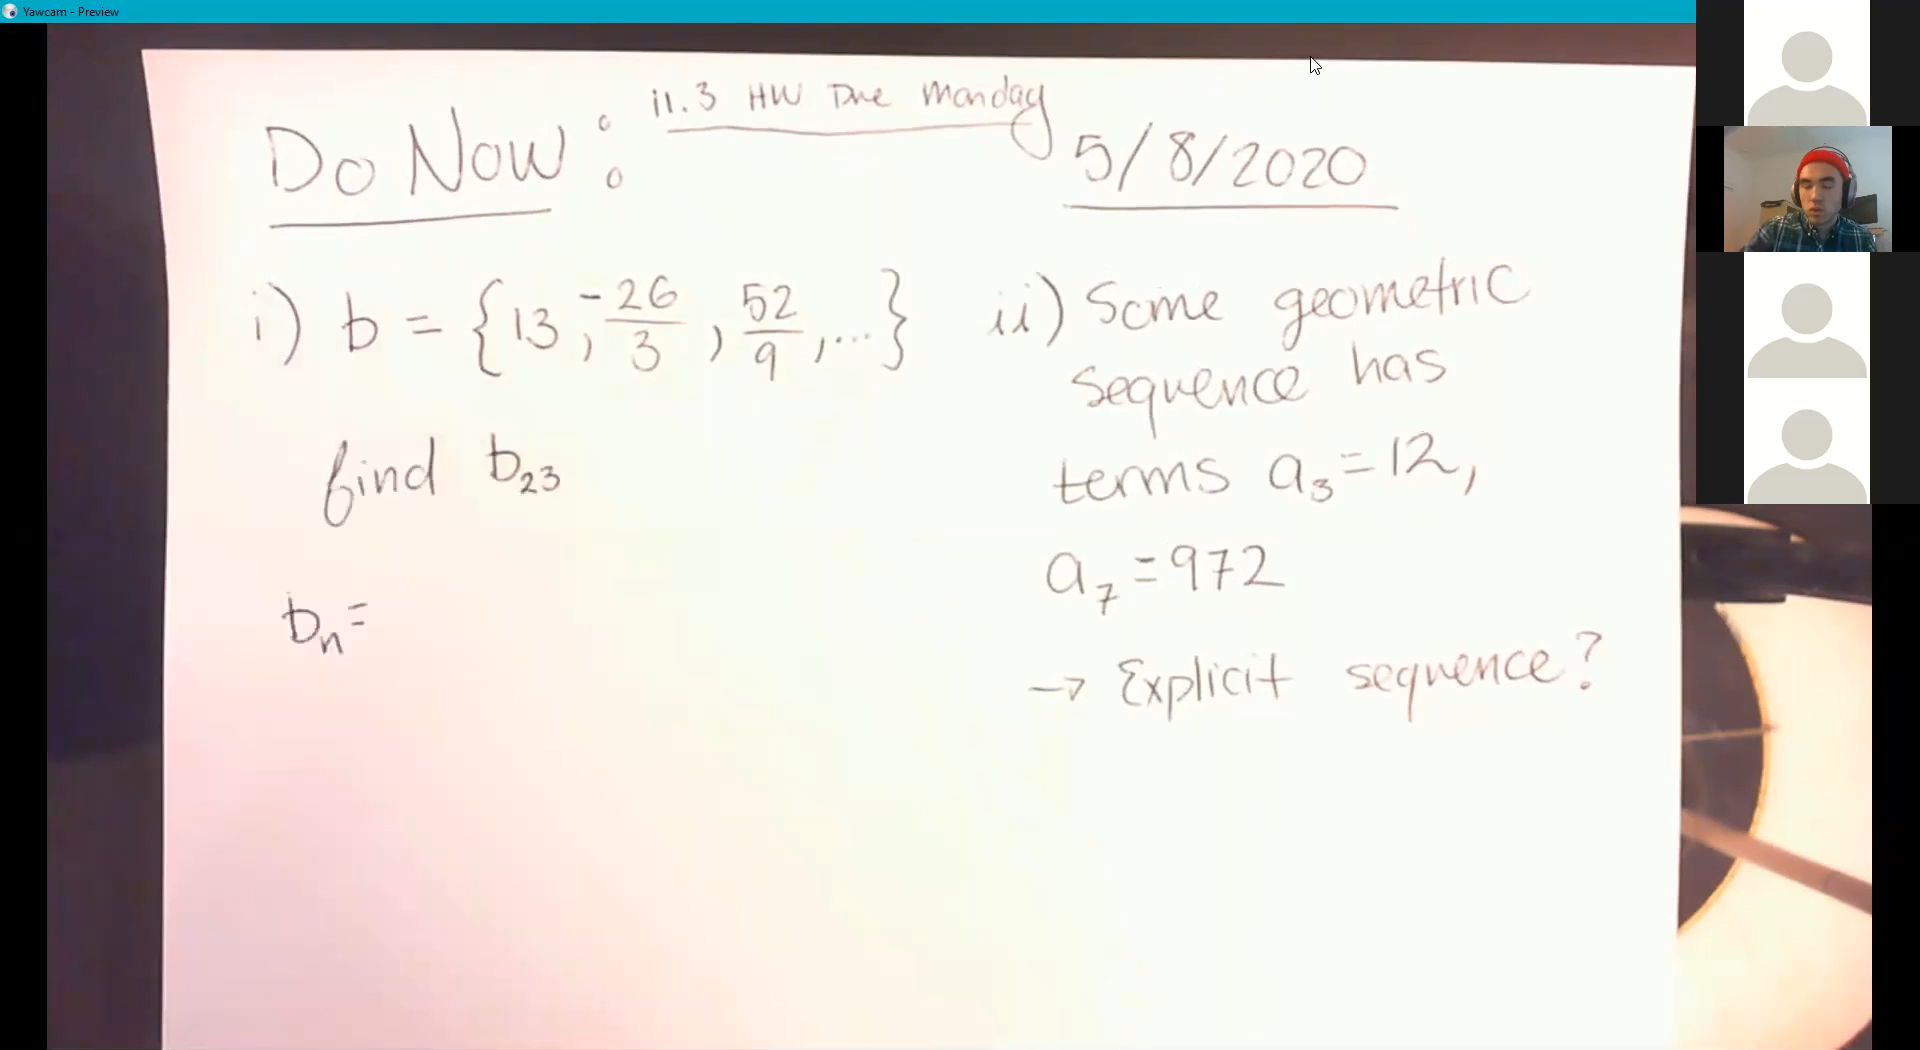 Yawcam - Preview
11.3 HW Due Monday
Do Now:
5/8/2020
i) b = {13, -26/3, 52/9, ...}
find b₂₃
bₙ =
ii) Some geometric
sequence has
terms a₃ = 12,
a₇ = 972
→ Explicit sequence?